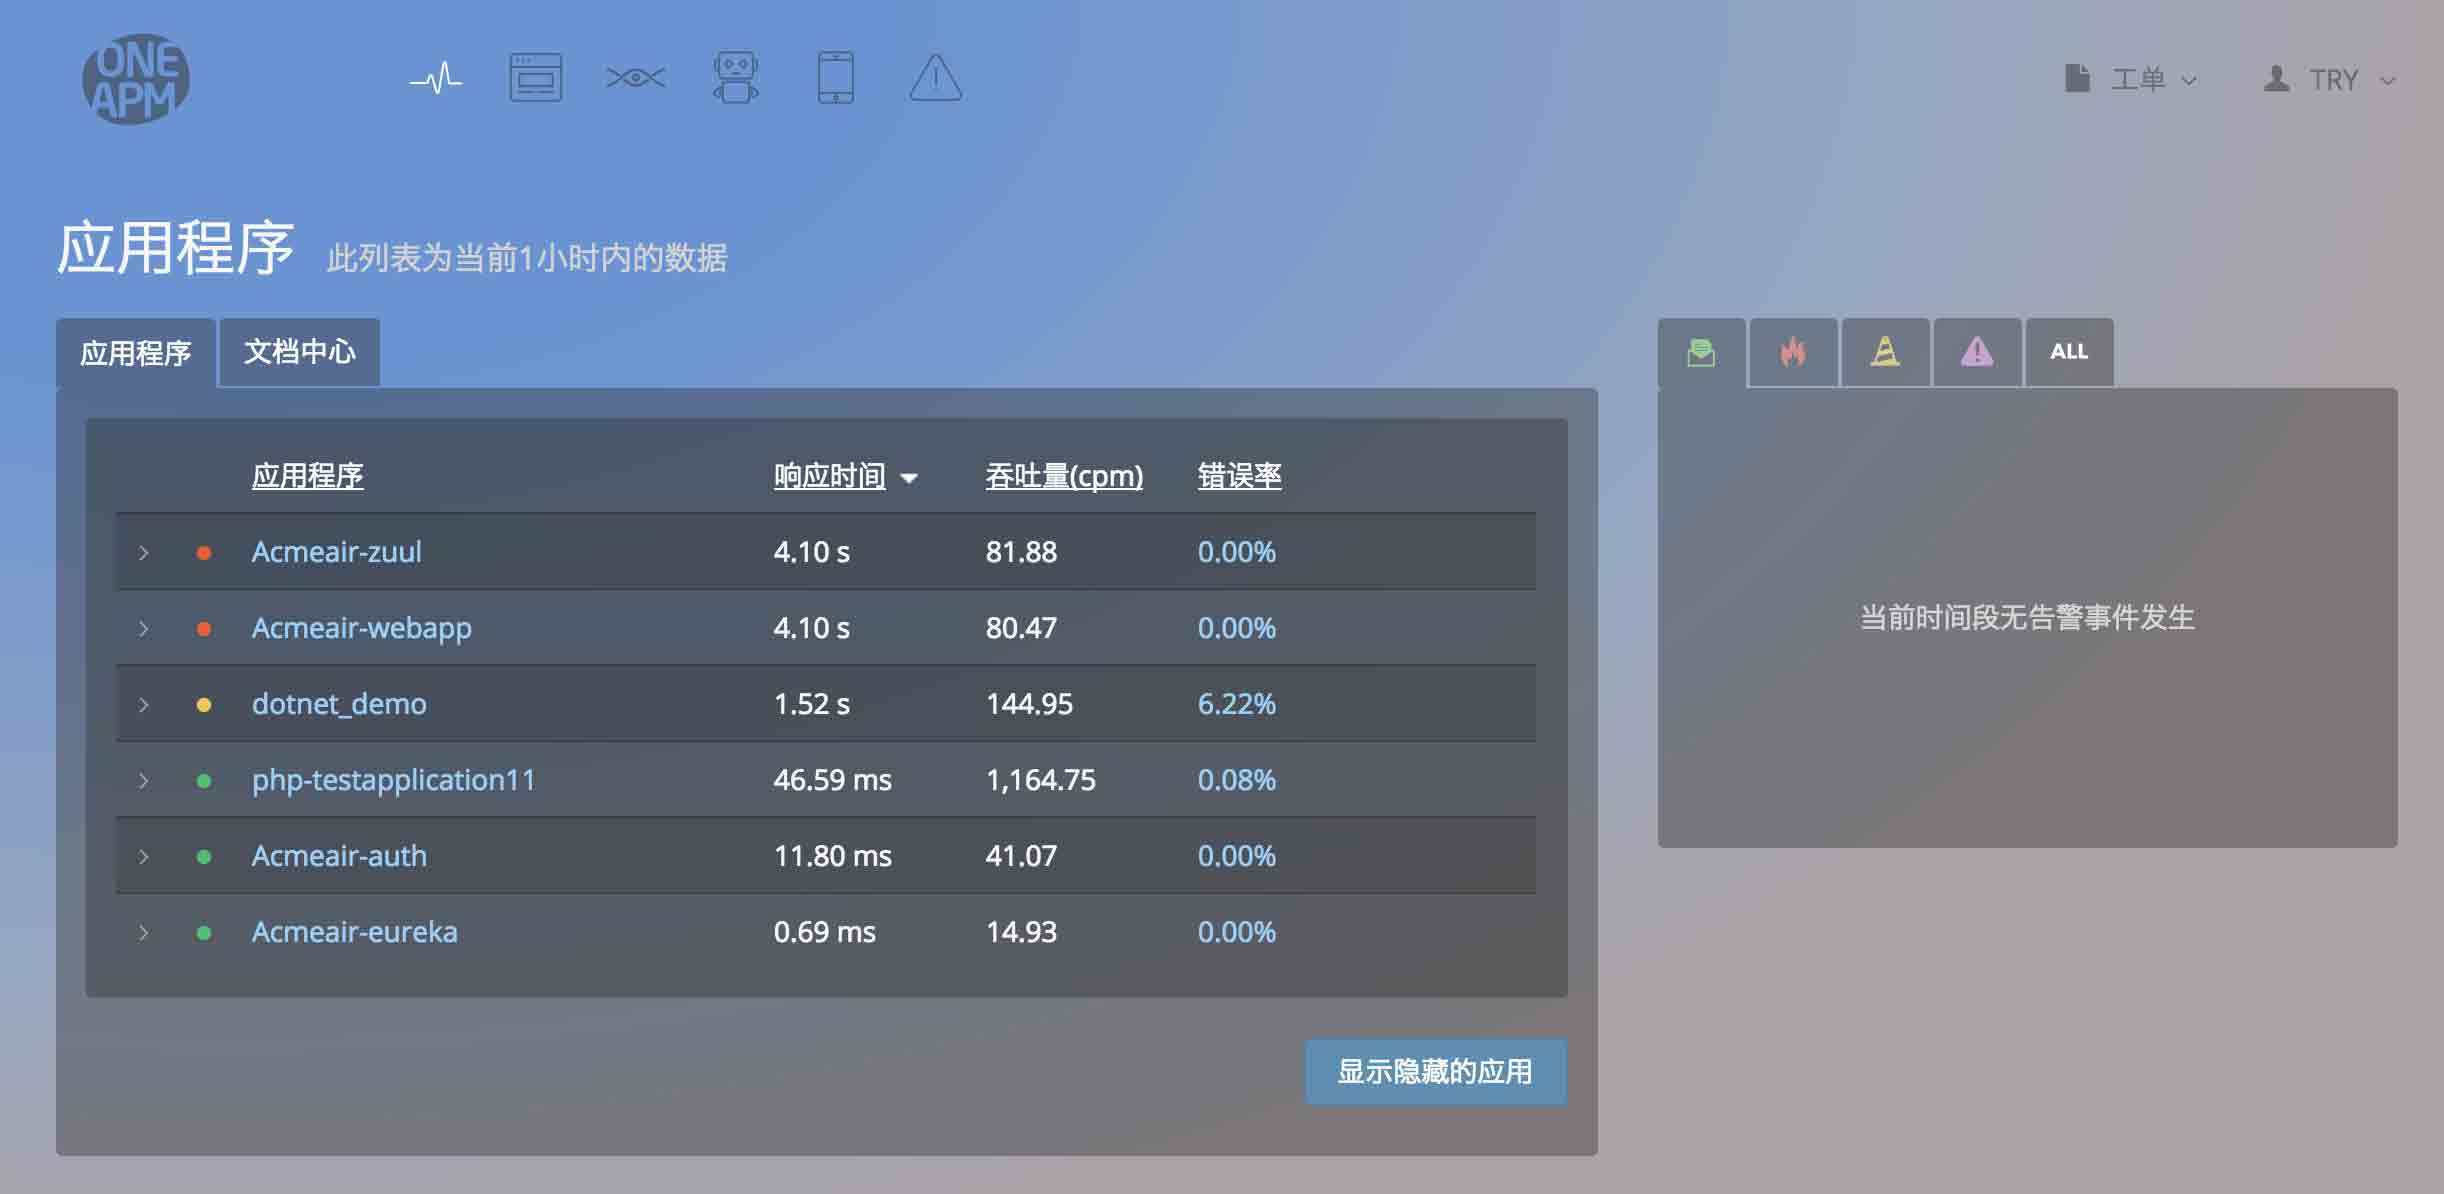 ONE
APM
工单
TRY
应用程序 此列表为当前1小时内的数据
应用程序 文档中心
应用程序 响应时间 吞吐量(cpm) 错误率
Acmeair-zuul 4.10 s 81.88 0.00%
Acmeair-webapp 4.10 s 80.47 0.00%
dotnet_demo 1.52 s 144.95 6.22%
php-testapplication11 46.59 ms 1,164.75 0.08%
Acmeair-auth 11.80 ms 41.07 0.00%
Acmeair-eureka 0.69 ms 14.93 0.00%
显示隐藏的应用
ALL
当前时间段无告警事件发生